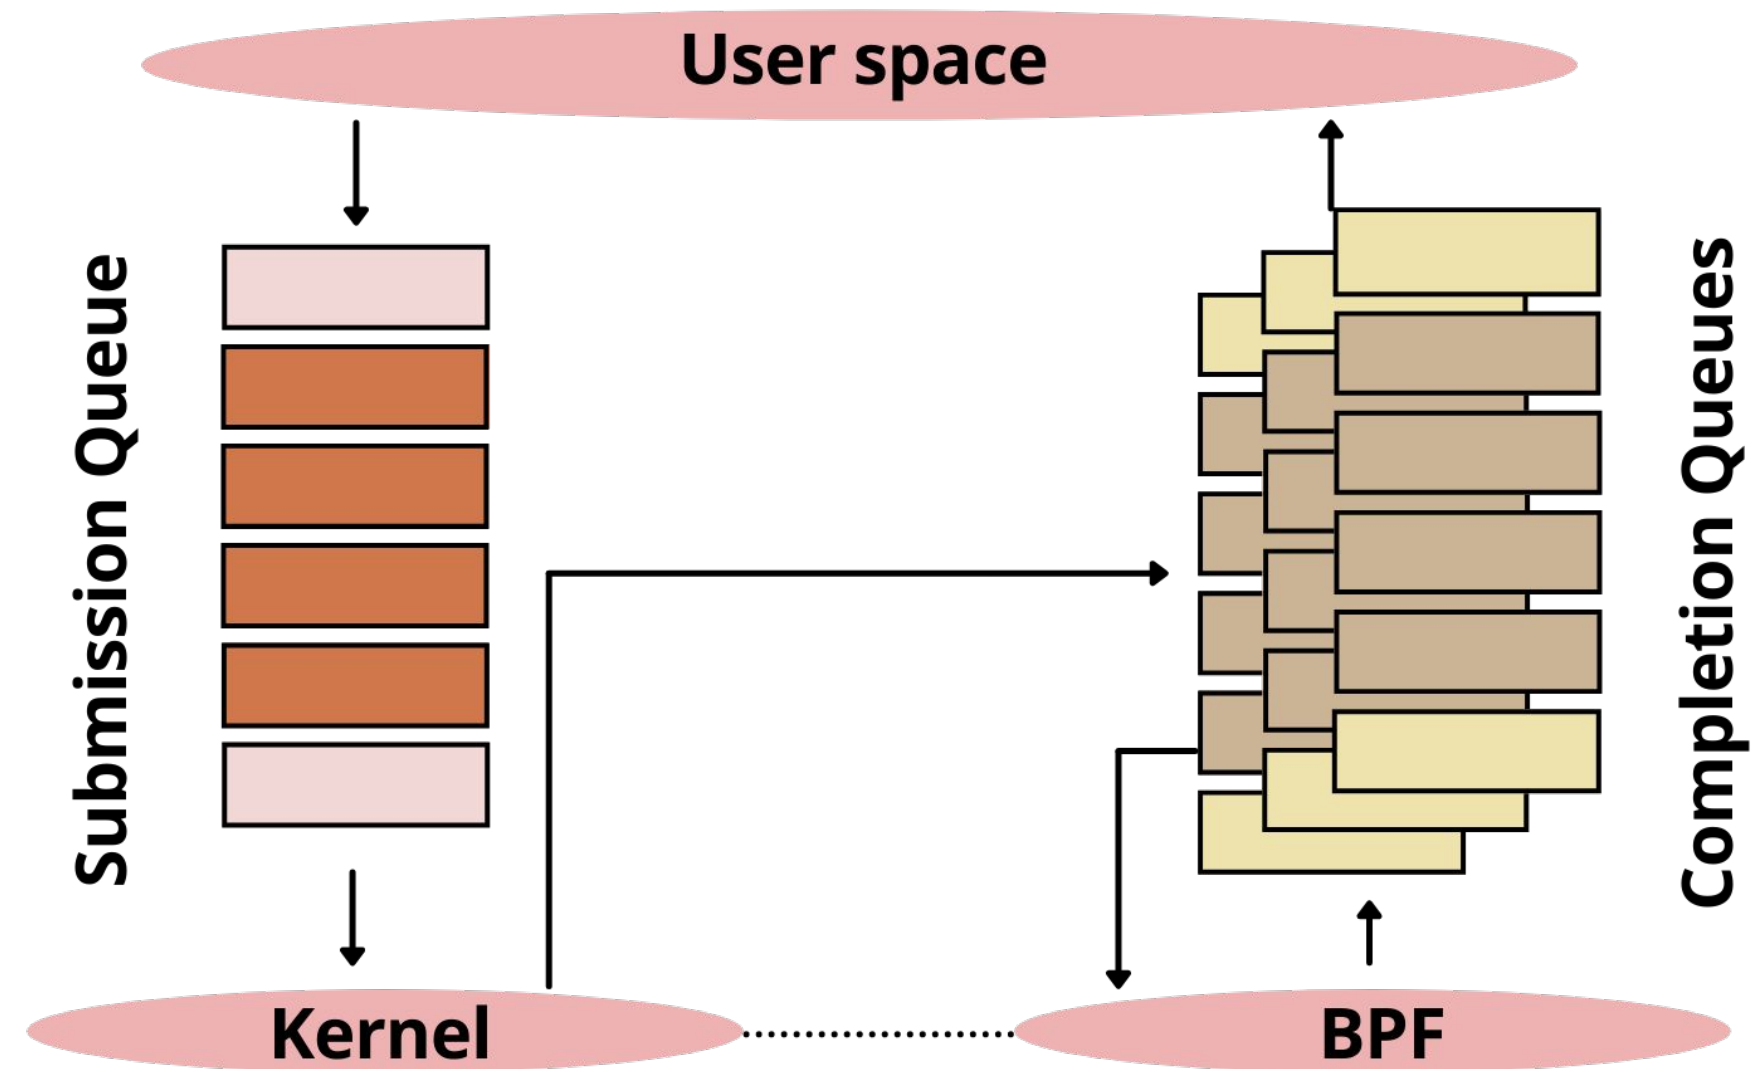 User space
Submission Queue
Completion Queues
Kernel
BPF